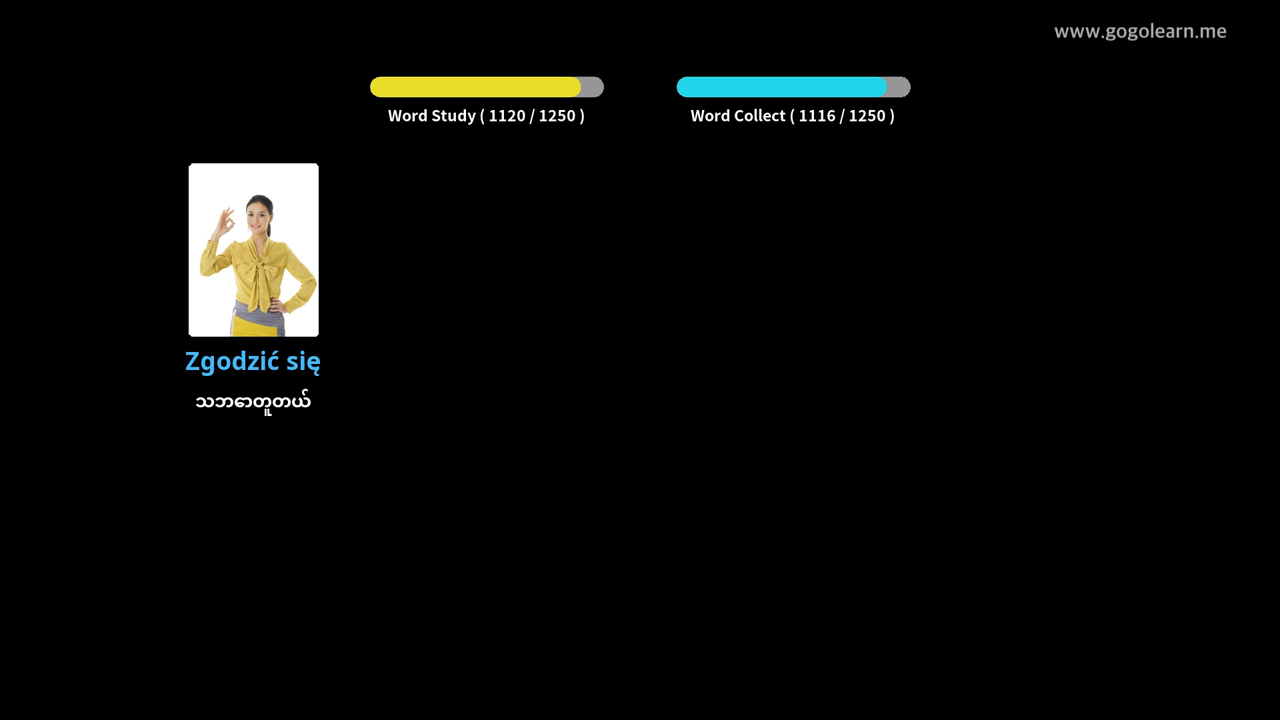 www.gogolearn.me
Word Study ( 1120 / 1250 )
Word Collect ( 1116 / 1250 )
Zgodzić się
သဘောတူတယ်